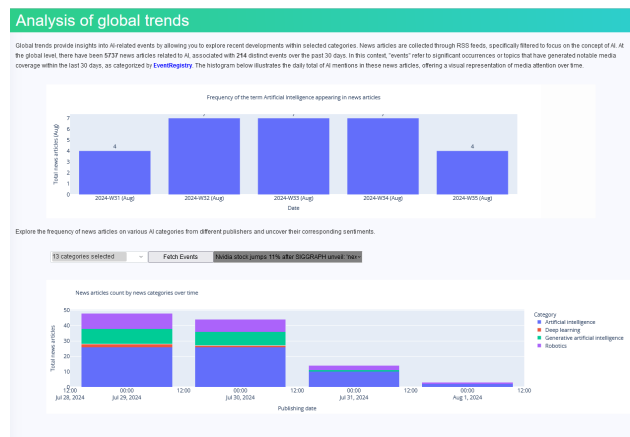 Analysis of global trends
Global trends provide insights into AI-related events by allowing you to explore recent developments within selected categories. News articles are collected through RSS feeds, specifically filtered to focus on the concept of AI. At
the global level, there have been 5737 news articles related to AI, associated with 214 distinct events over the past 30 days. In this context, "events" refer to significant occurrences or topics that have generated notable media
coverage within the last 30 days, as categorized by EventRegistry. The histogram below illustrates the daily total of AI mentions in these news articles, offering a visual representation of media attention over time.
Frequency of the term Artificial Intelligence appearing in news articles
Total news articles (Aug)
7
6
5
4
3
2
1
0
4
4
2024-W31 (Aug) 2024-W32 (Aug) 2024-W33 (Aug) 2024-W34 (Aug) 2024-W35 (Aug)
Date
Explore the frequency of news articles on various AI categories from different publishers and uncover their corresponding sentiments.
13 categories selected Fetch Events Nvidia stock jumps 11% after SIGGRAPH unveil:
News articles count by news categories over time
Total news articles
50
40
30
20
10
0
12:00 00:00 12:00 00:00 12:00 00:00 12:00 00:00 12:00
Jul 28, 2024 Jul 29, 2024 Jul 30, 2024 Jul 31, 2024 Aug 1, 2024
Publishing date
Category
Artificial intelligence
Deep learning
Generative artificial intelligence
Robotics